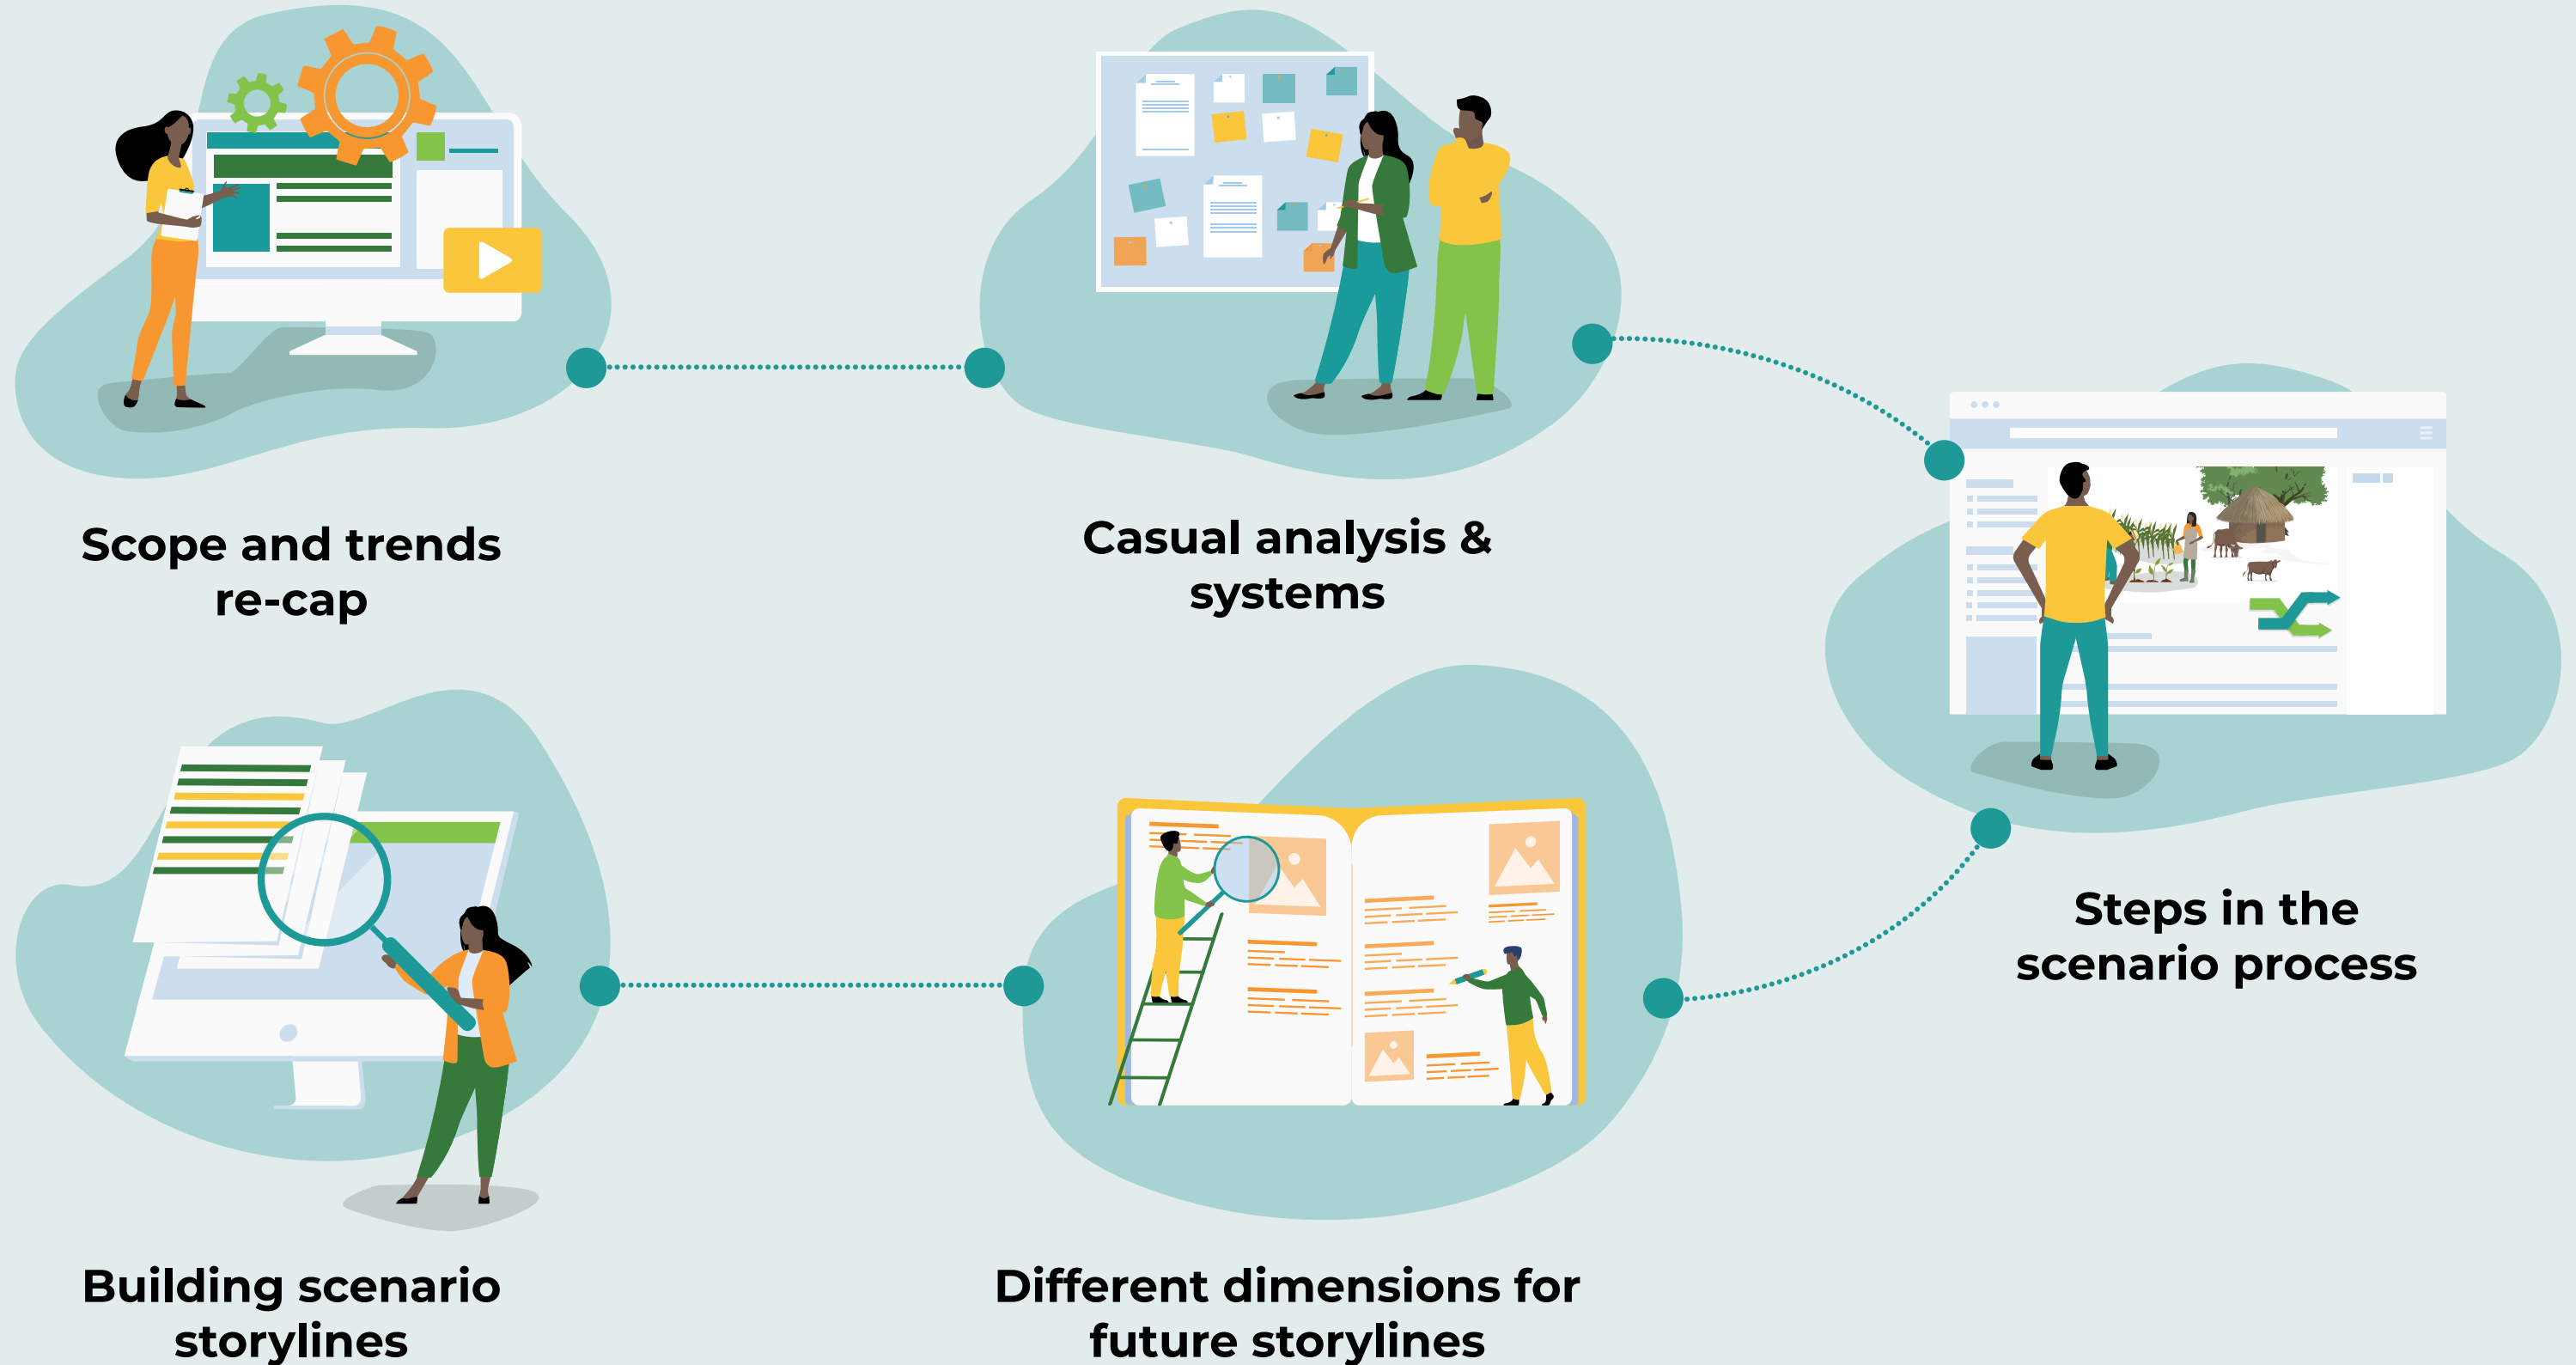 Scope and trends
re-cap
Casual analysis &
systems
Steps in the
scenario process
Different dimensions for
future storylines
Building scenario
storylines